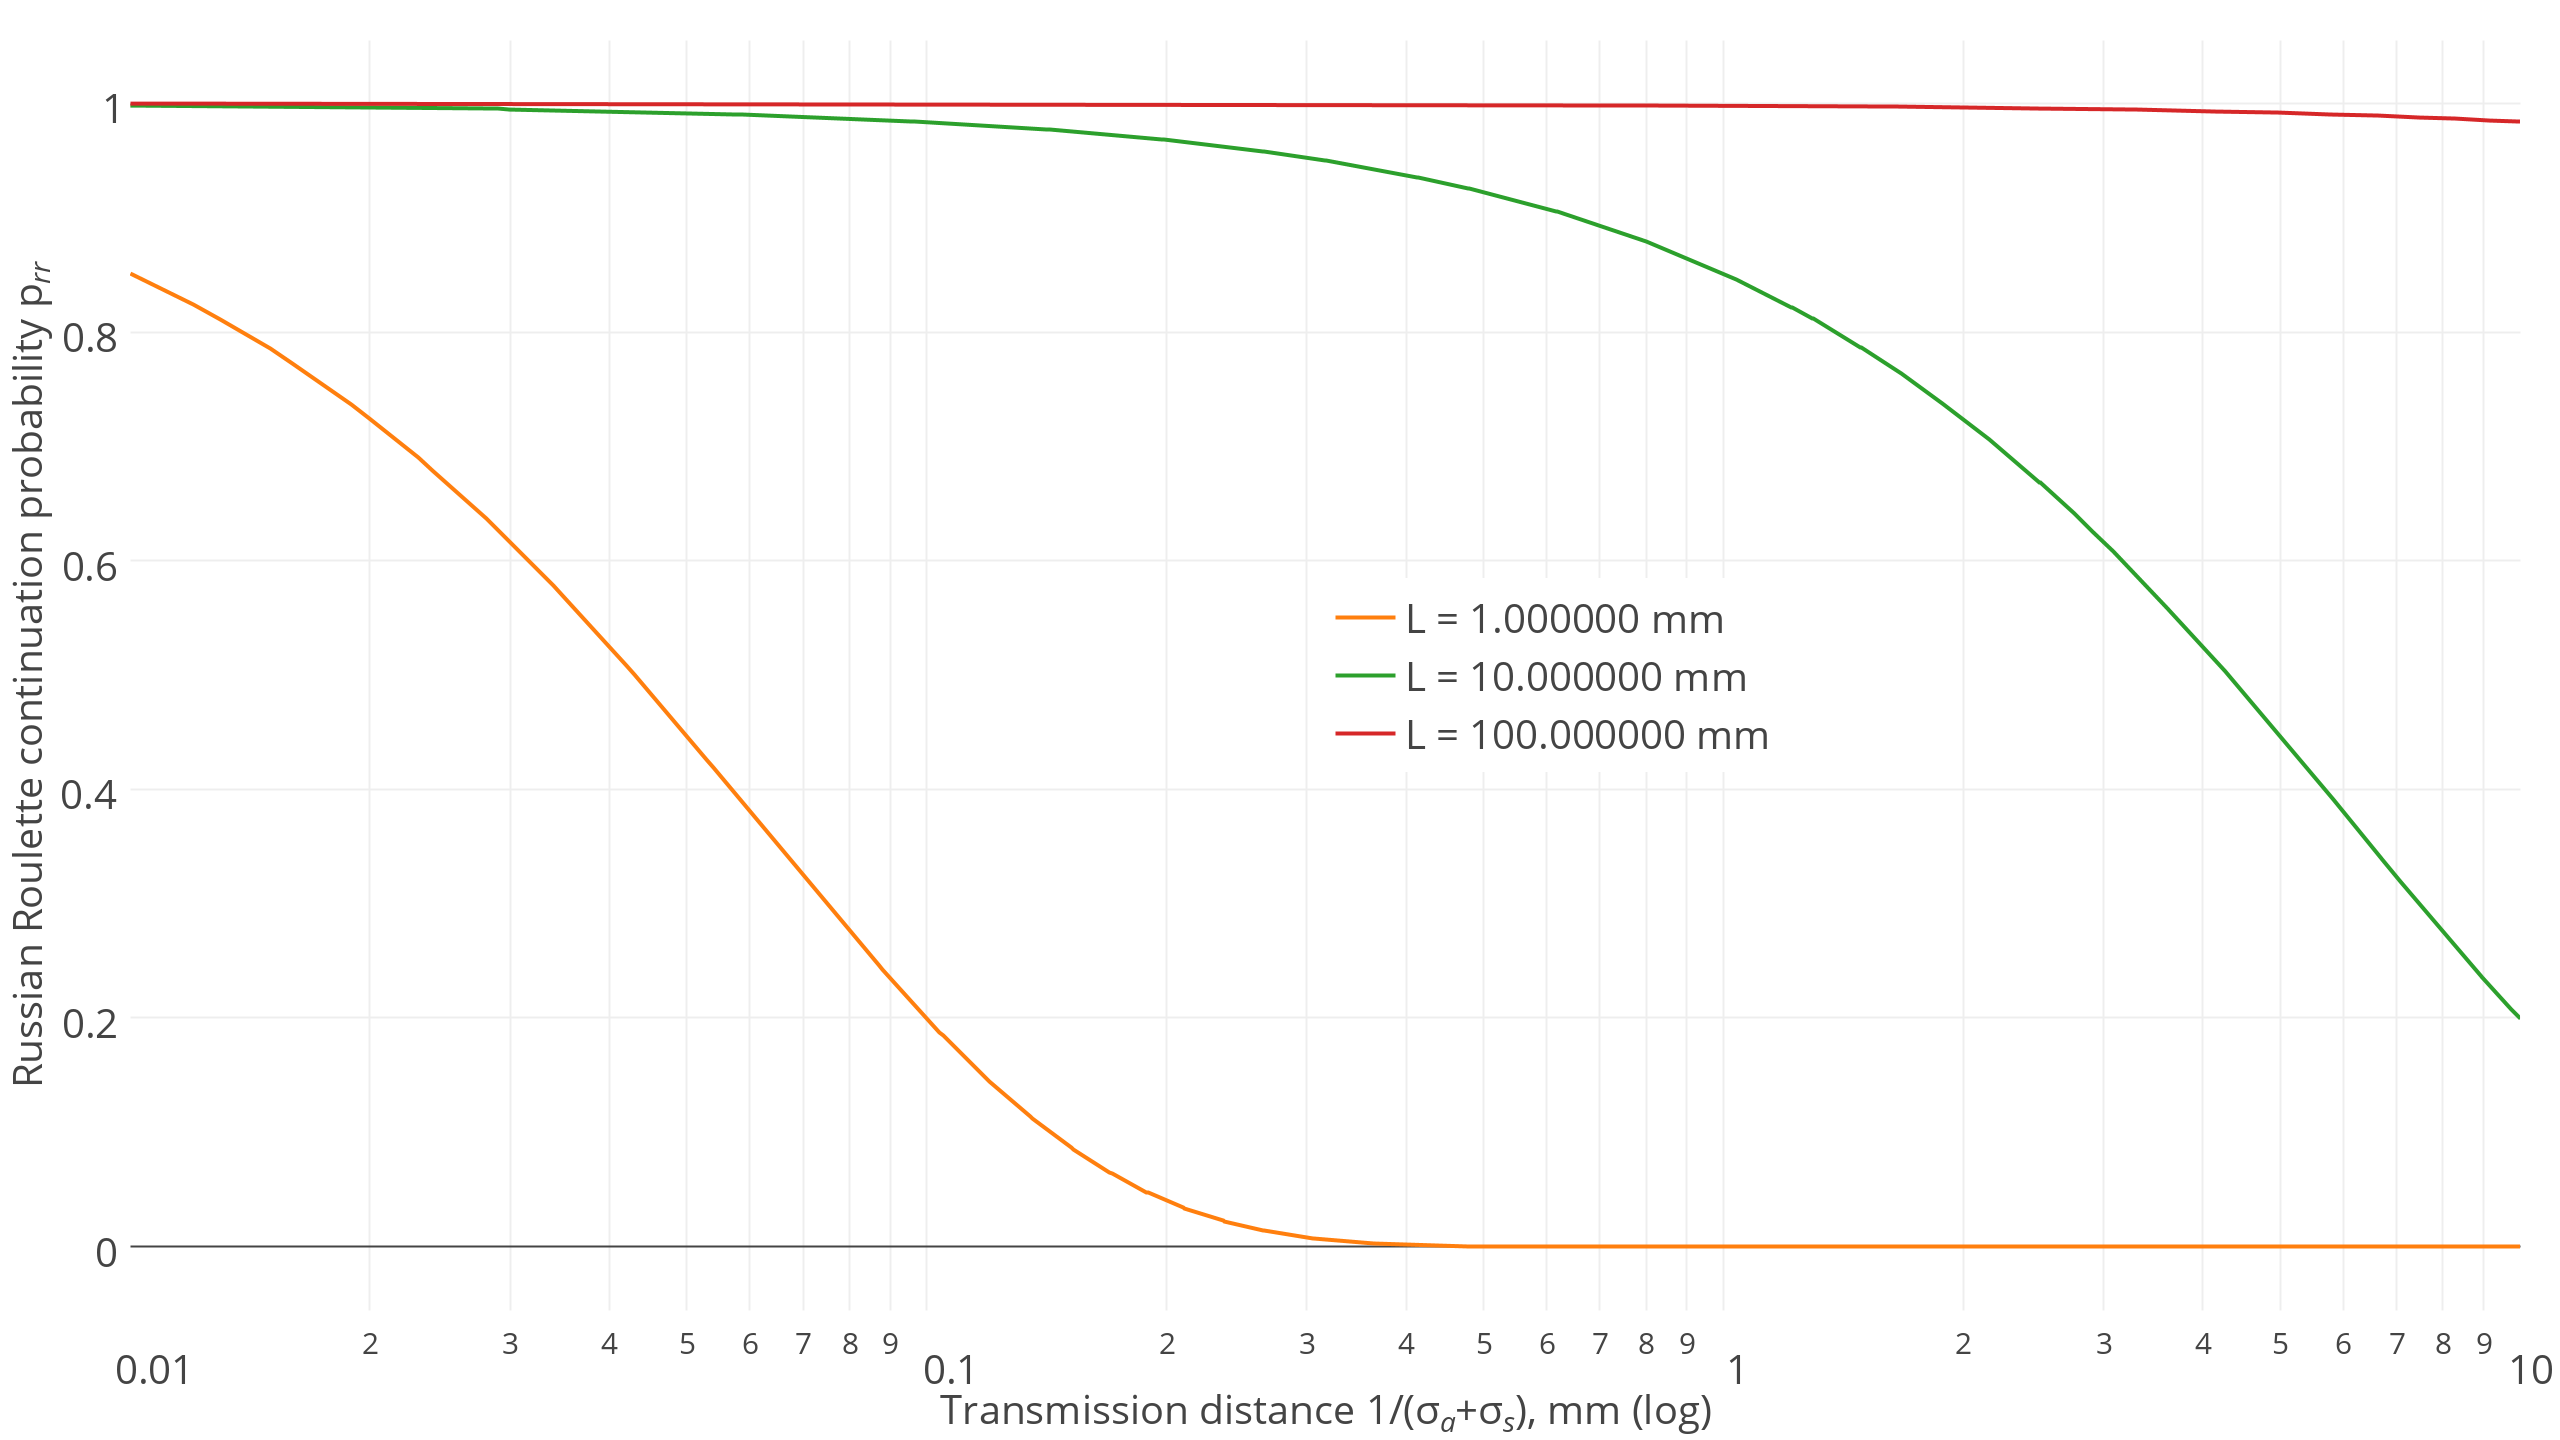 Russian Roulette continuation probability prr
1
0.8
0.6
0.4
0.2
0
L = 1.000000 mm
L = 10.000000 mm
L = 100.000000 mm
2 3 4 5 6 7 8 9 2 3 4 5 6 7 8 9 2 3 4 5 6 7 8 9
0.01 0.1 1 10
Transmission distance 1/(σa+σs), mm (log)